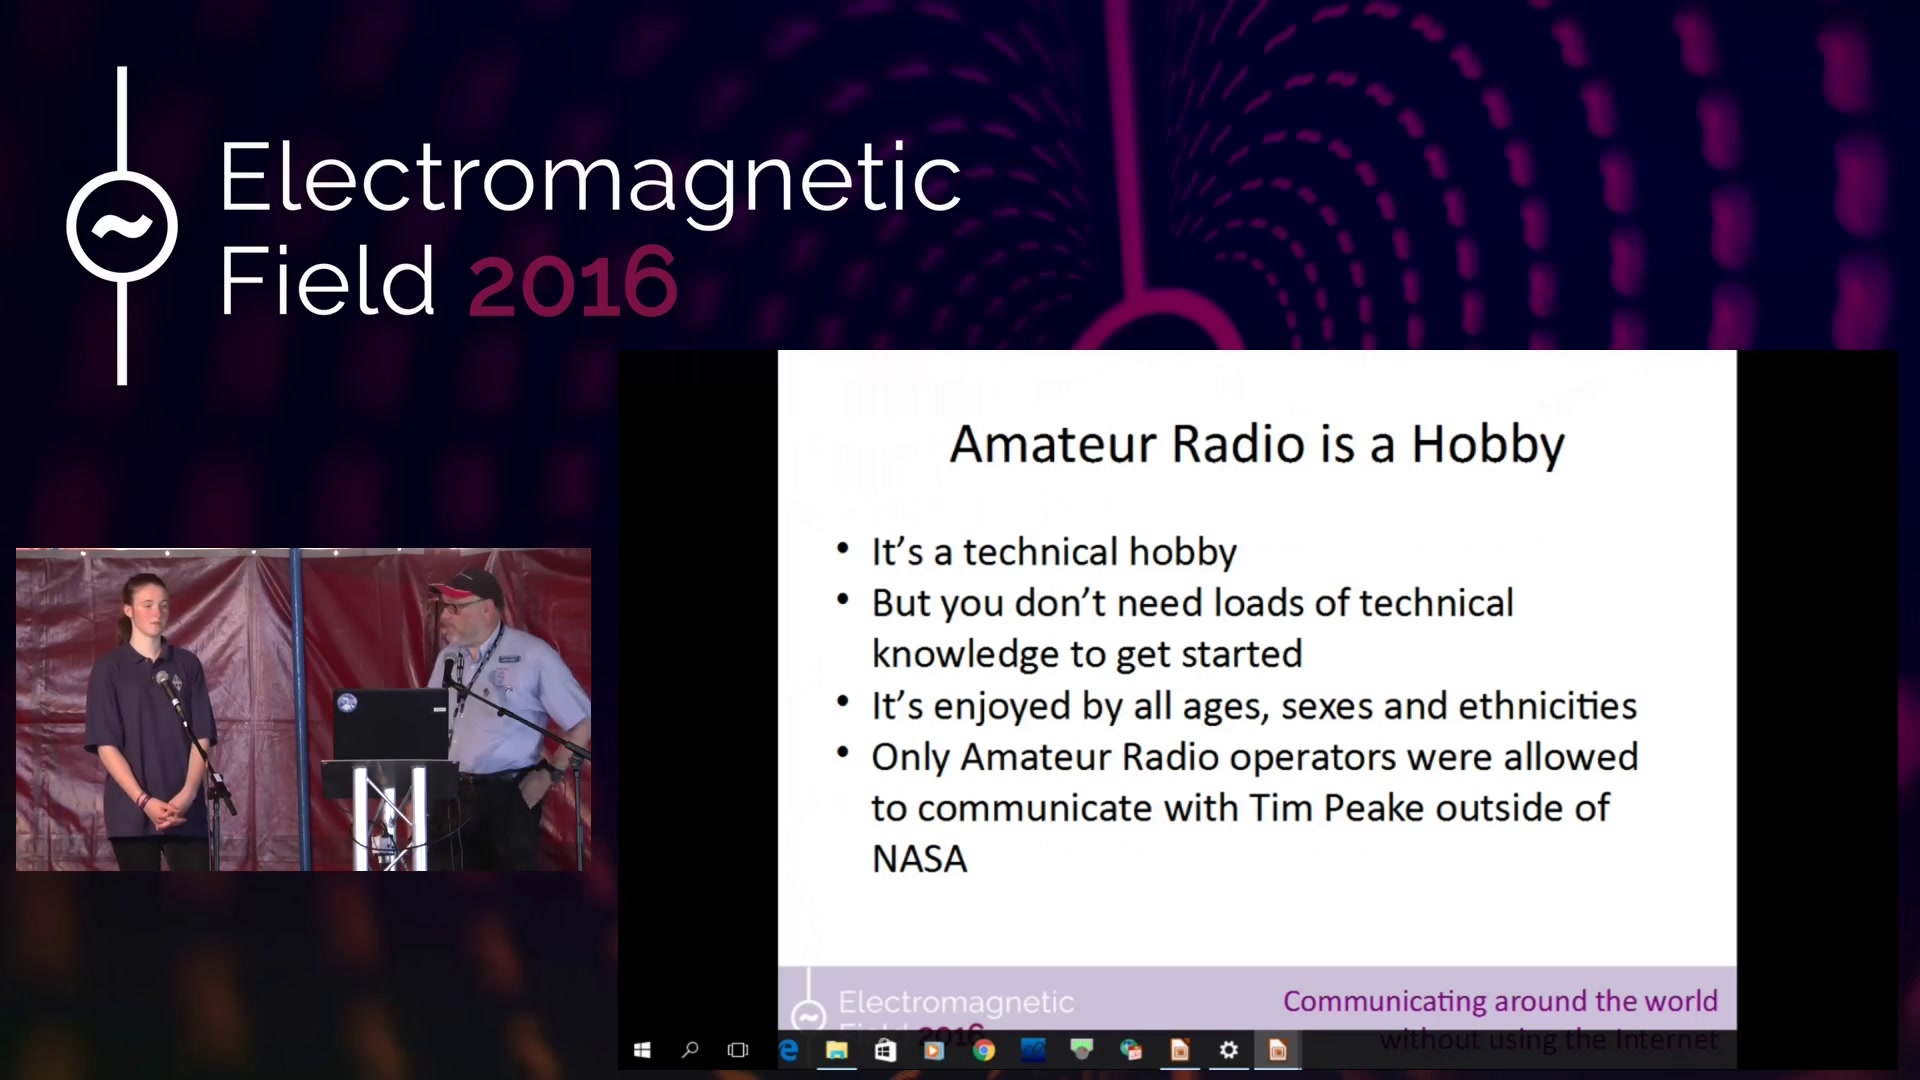 Electromagnetic
Field 2016
Amateur Radio is a Hobby
• It's a technical hobby
• But you don't need loads of technical
knowledge to get started
• It's enjoyed by all ages, sexes and ethnicities
• Only Amateur Radio operators were allowed
to communicate with Tim Peake outside of
NASA
Electromagnetic
Field 2016
Communicating around the world
without using the Internet